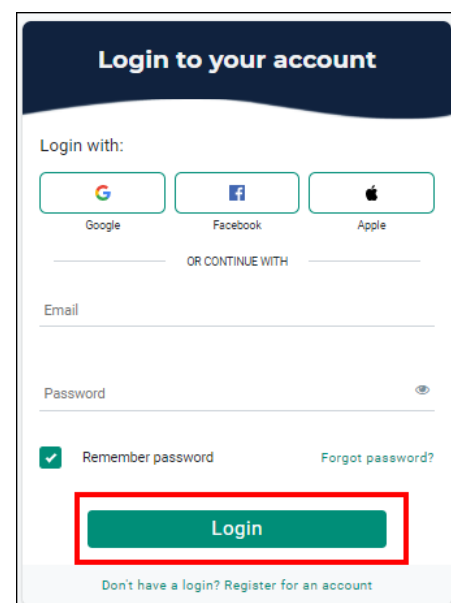 Login to your account
Login with:
Google Facebook Apple
OR CONTINUE WITH
Email
Password
Remember password Forgot password?
Login
Don't have a login? Register for an account